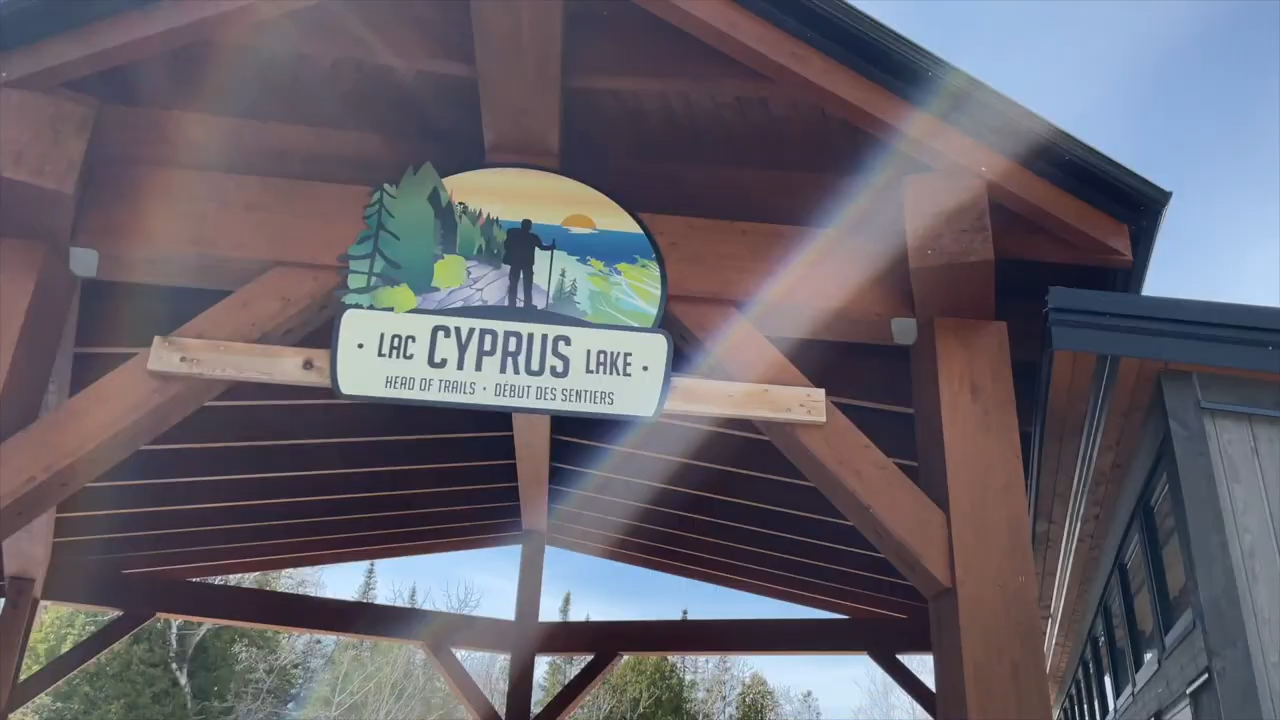 • LAC CYPRUS LAKE •
HEAD OF TRAILS • DÉBUT DES SENTIERS